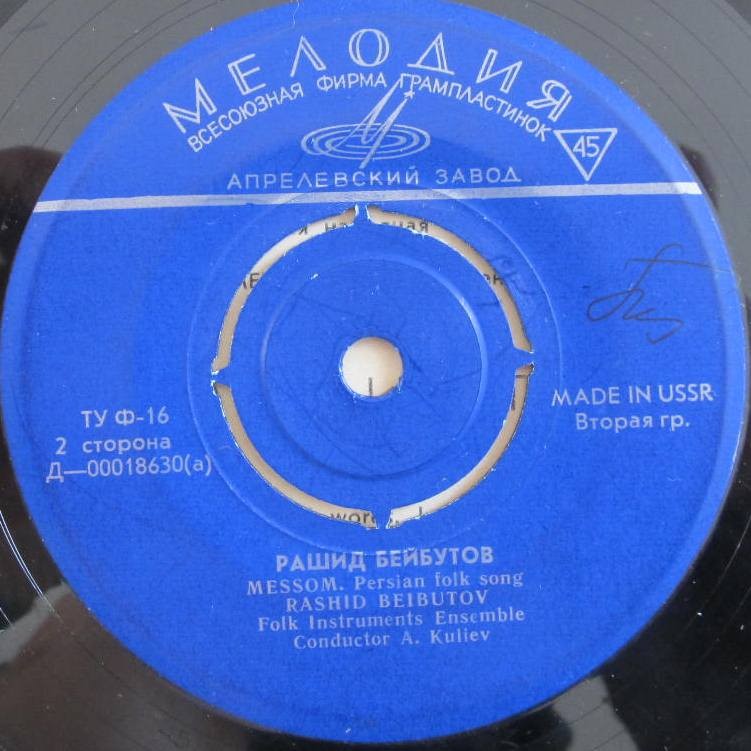 МЕЛОДИЯ
ВСЕСОЮЗНАЯ ФИРМА ГРАМПЛАСТИНОК
45
АПРЕЛЕВСКИЙ ЗАВОД
MADE IN USSR
Вторая гр.
ТУ Ф-16
2 сторона
Д—00018630(а)
РАШИД БЕЙБУТОВ
MESSOM. Persian folk song
RASHID BEIBUTOV
Folk Instruments Ensemble
Conductor A. Kuliev